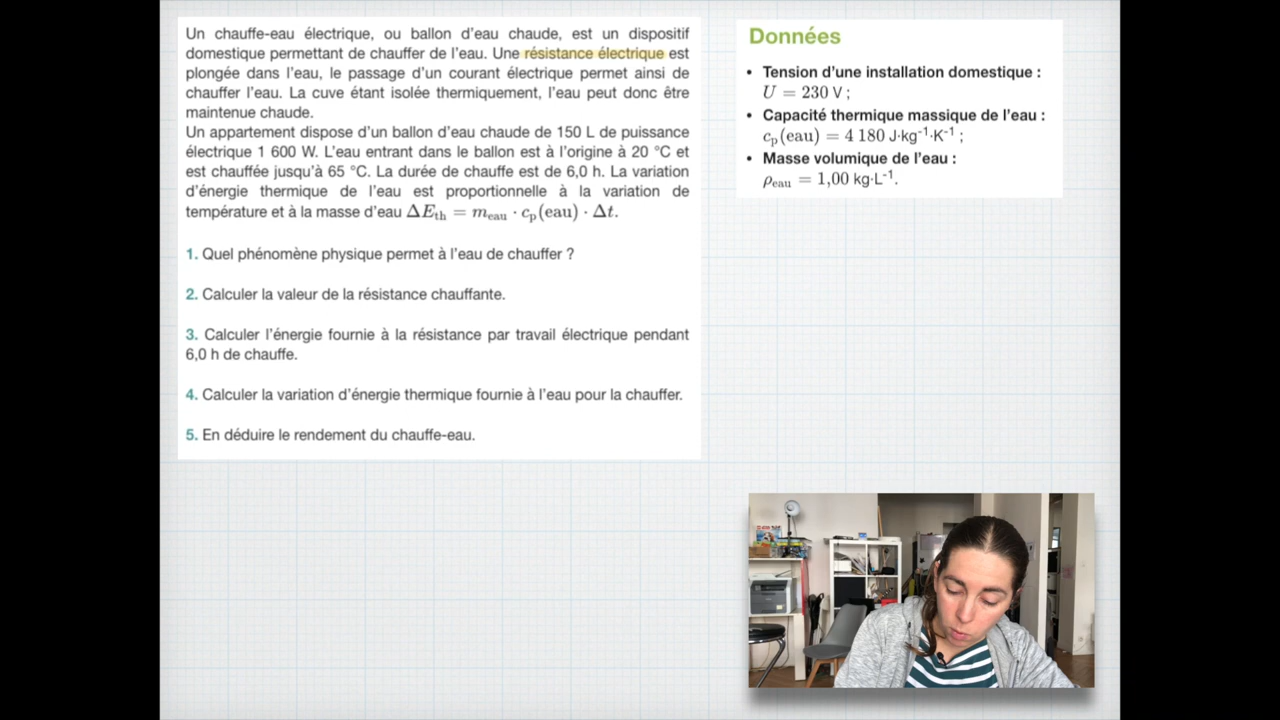 Un chauffe-eau électrique, ou ballon d’eau chaude, est un dispositif
domestique permettant de chauffer de l’eau. Une résistance électrique est
plongée dans l’eau, le passage d’un courant électrique permet ainsi de
chauffer l’eau. La cuve étant isolée thermiquement, l’eau peut donc être
maintenue chaude.
Un appartement dispose d’un ballon d’eau chaude de 150 L de puissance
électrique 1 600 W. L’eau entrant dans le ballon est à l’origine à 20 °C et
est chauffée jusqu’à 65 °C. La durée de chauffe est de 6,0 h. La variation
d’énergie thermique de l’eau est proportionnelle à la variation de
température et à la masse d’eau ΔEth = meau · cp(eau) · Δt.
1. Quel phénomène physique permet à l’eau de chauffer ?
2. Calculer la valeur de la résistance chauffante.
3. Calculer l’énergie fournie à la résistance par travail électrique pendant
6,0 h de chauffe.
4. Calculer la variation d’énergie thermique fournie à l’eau pour la chauffer.
5. En déduire le rendement du chauffe-eau.
Données
• Tension d’une installation domestique :
U = 230 V ;
• Capacité thermique massique de l’eau :
cp(eau) = 4 180 J·kg⁻¹·K⁻¹ ;
• Masse volumique de l’eau :
ρeau = 1,00 kg·L⁻¹.